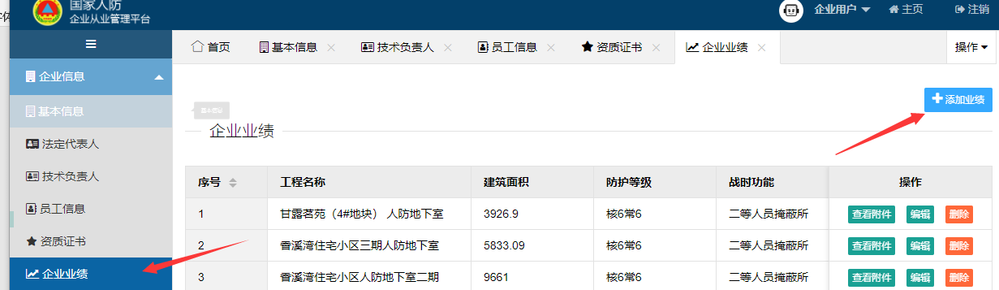 国家人防
企业从业管理平台
企业用户 主页 注销
首页 基本信息 技术负责人 员工信息 资质证书 企业业绩 操作
企业信息
基本信息
法定代表人
技术负责人
员工信息
资质证书
企业业绩
添加业绩
基本信息
企业业绩
序号 工程名称 建筑面积 防护等级 战时功能 操作
1 甘露茗苑（4#地块） 人防地下室 3926.9 核6常6 二等人员掩蔽所 查看附件 编辑 删除
2 香溪湾住宅小区三期人防地下室 5833.09 核6常6 二等人员掩蔽所 查看附件 编辑 删除
3 香溪湾住宅小区人防地下室二期 9661 核6常6 二等人员掩蔽所 查看附件 编辑 删除